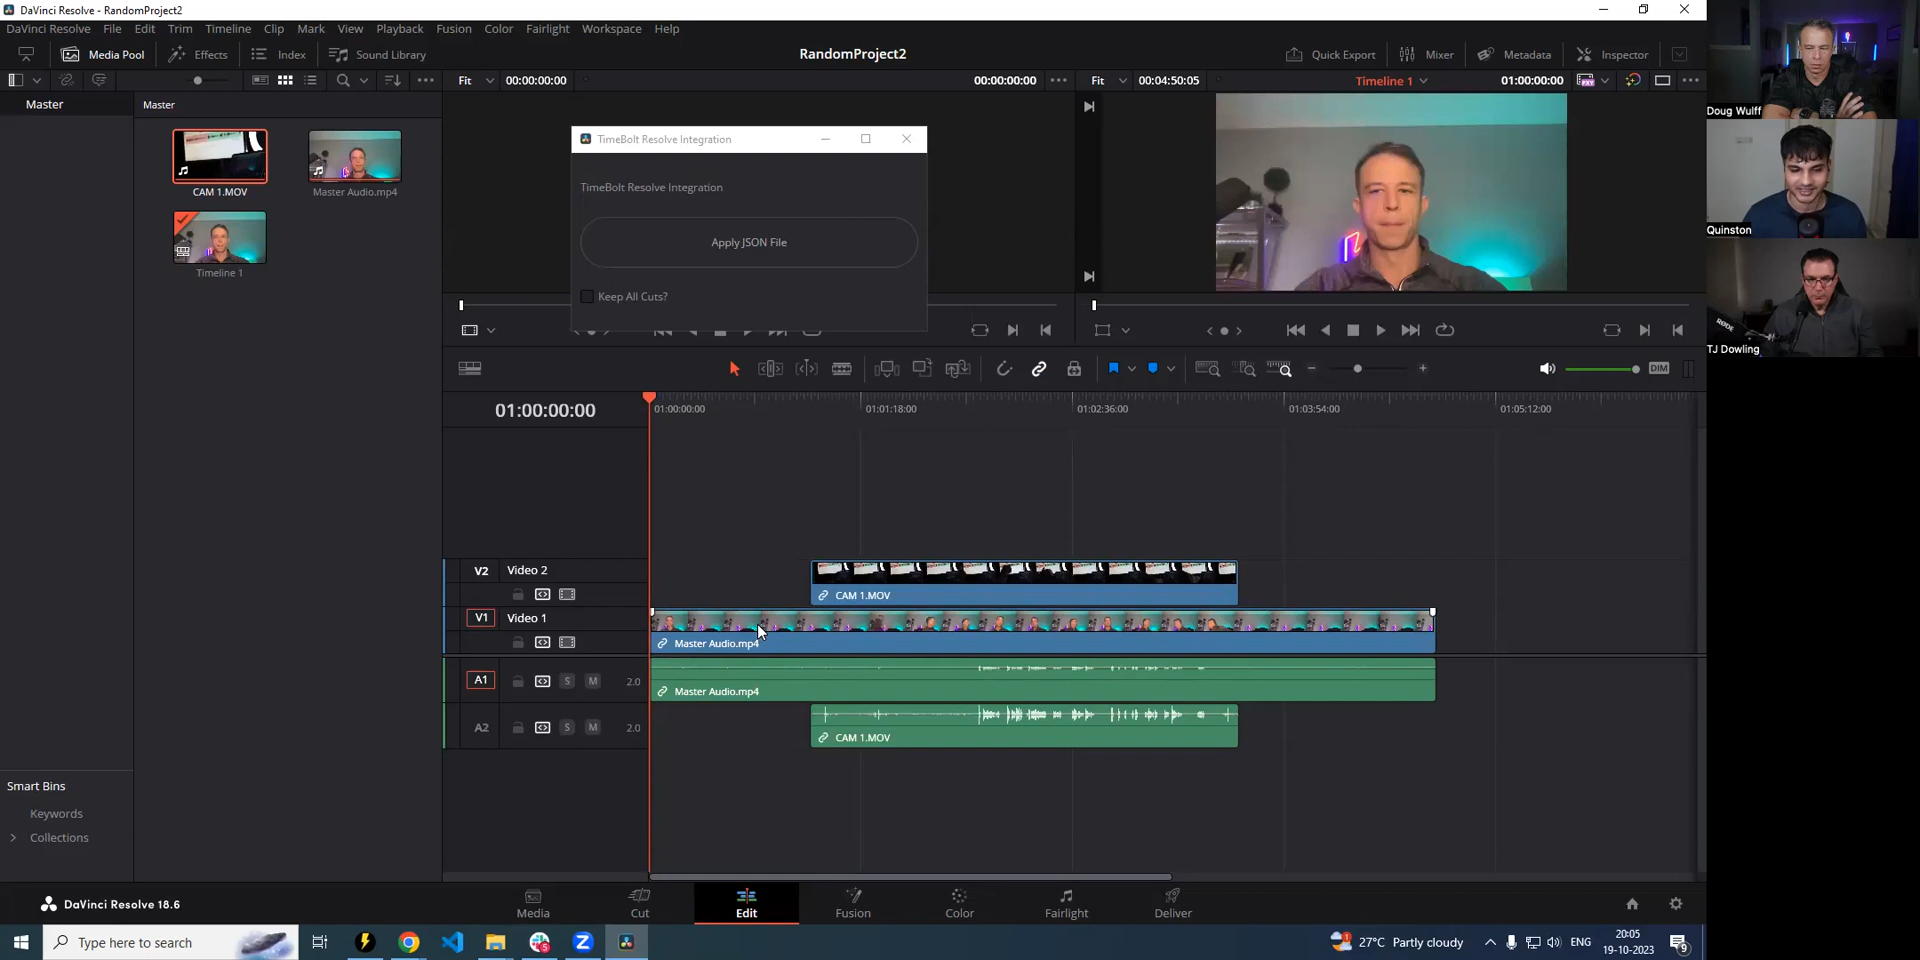 DaVinci Resolve - RandomProject2
DaVinci Resolve File Edit Trim Timeline Clip Mark View Playback Fusion Color Fairlight Workspace Help
Media Pool Effects Index Sound Library
RandomProject2
Quick Export Mixer Metadata Inspector
Fit 00:00:00:00 00:00:00:00
Fit 00:04:50:05 Timeline 1 01:00:00:00
Master
Master
CAM 1.MOV
Master Audio.mp4
Timeline 1
TimeBolt Resolve Integration
TimeBolt Resolve Integration
Apply JSON File
Keep All Cuts?
Doug Wulff
Quinston
RØDE
TJ Dowling
DIM
01:00:00:00
01:00:00:00 01:01:18:00 01:02:36:00 01:03:54:00 01:05:12:00
V2 Video 2
CAM 1.MOV
V1 Video 1
Master Audio.mp4
A1 S M 2.0
Master Audio.mp4
A2 S M 2.0
CAM 1.MOV
Smart Bins
Keywords
Collections
DaVinci Resolve 18.6
Media Cut Edit Fusion Color Fairlight Deliver
Type here to search
27°C Partly cloudy
ENG
20:05
19-10-2023
9